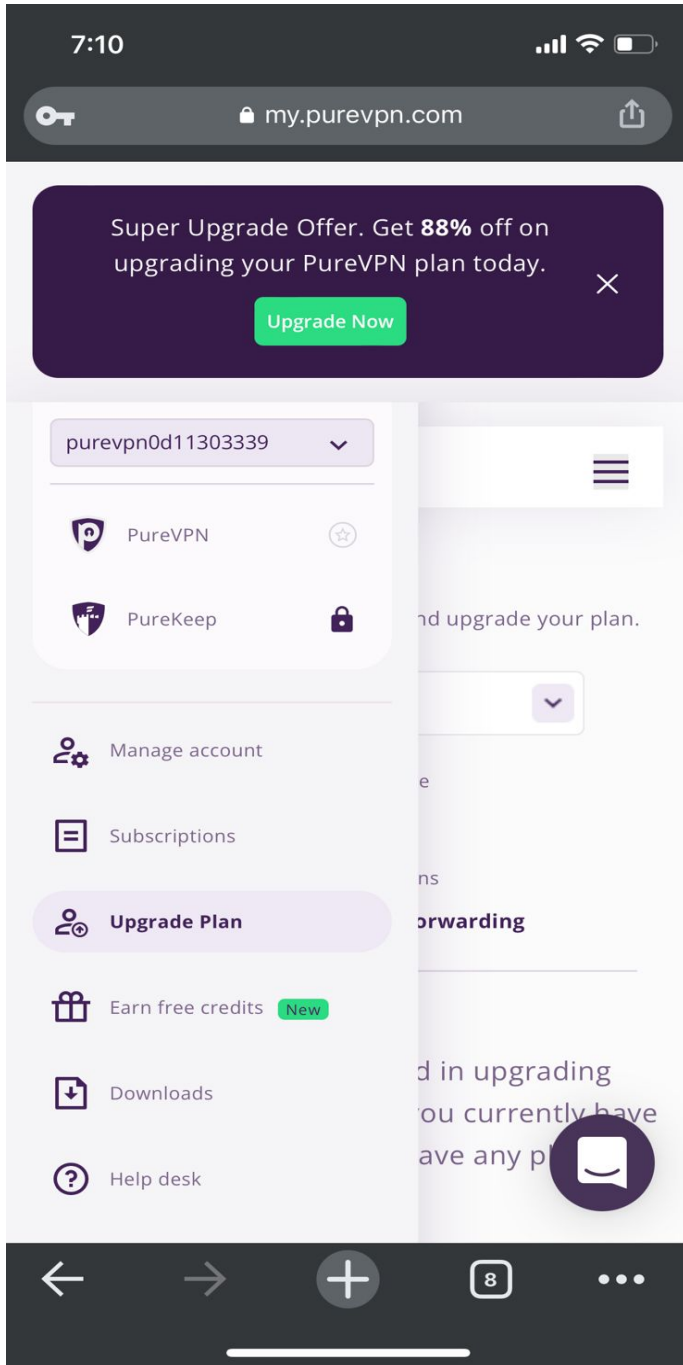 7:10
my.purevpn.com
Super Upgrade Offer. Get 88% off on
upgrading your PureVPN plan today.
Upgrade Now
purevpn0d11303339
PureVPN
PureKeep
nd upgrade your plan.
Manage account
e
Subscriptions
ns
Upgrade Plan
orwarding
Earn free credits New
d in upgrading
Downloads
ou currently have
ave any p
Help desk
8